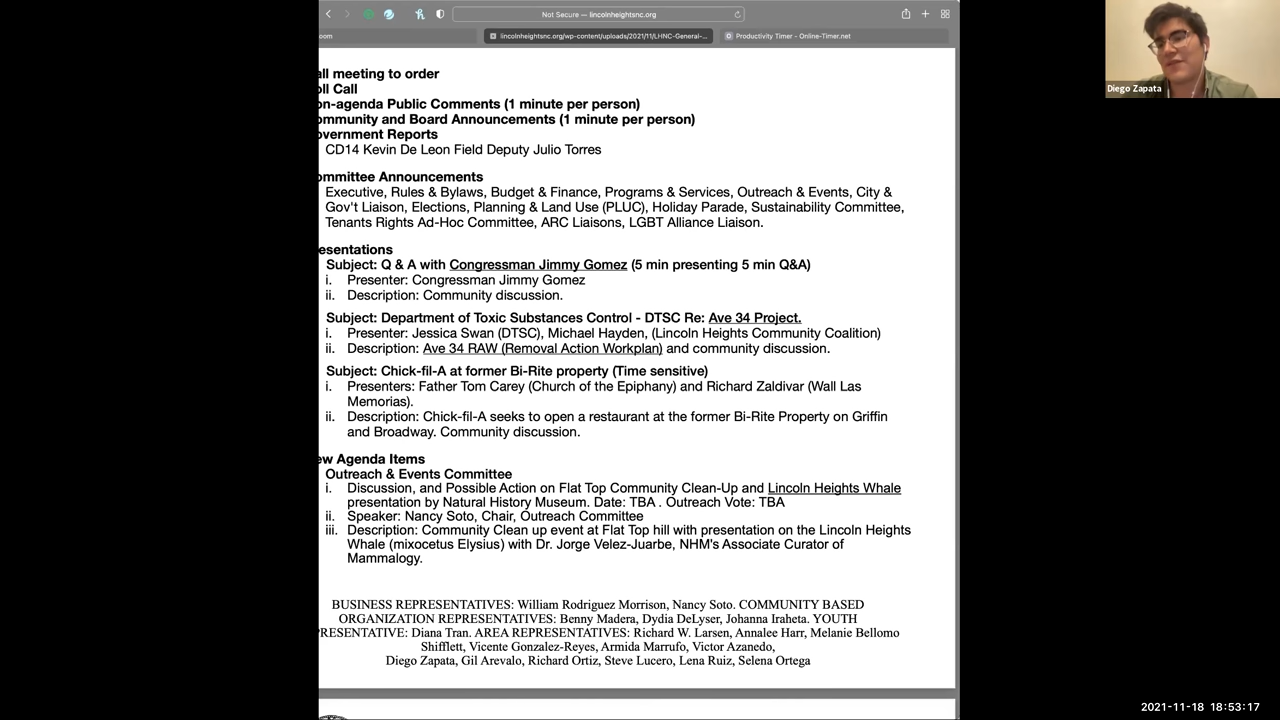 Not Secure — lincolnheightsnc.org
om
lincolnheightsnc.org/wp-content/uploads/2021/11/LHNC-General-...
Productivity Timer - Online-Timer.net
Diego Zapata
all meeting to order
oll Call
on-agenda Public Comments (1 minute per person)
ommunity and Board Announcements (1 minute per person)
overnment Reports
CD14 Kevin De Leon Field Deputy Julio Torres
ommittee Announcements
Executive, Rules & Bylaws, Budget & Finance, Programs & Services, Outreach & Events, City &
Gov't Liaison, Elections, Planning & Land Use (PLUC), Holiday Parade, Sustainability Committee,
Tenants Rights Ad-Hoc Committee, ARC Liaisons, LGBT Alliance Liaison.
esentations
Subject: Q & A with Congressman Jimmy Gomez (5 min presenting 5 min Q&A)
i. Presenter: Congressman Jimmy Gomez
ii. Description: Community discussion.
Subject: Department of Toxic Substances Control - DTSC Re: Ave 34 Project.
i. Presenter: Jessica Swan (DTSC), Michael Hayden, (Lincoln Heights Community Coalition)
ii. Description: Ave 34 RAW (Removal Action Workplan) and community discussion.
Subject: Chick-fil-A at former Bi-Rite property (Time sensitive)
i. Presenters: Father Tom Carey (Church of the Epiphany) and Richard Zaldivar (Wall Las
Memorias).
ii. Description: Chick-fil-A seeks to open a restaurant at the former Bi-Rite Property on Griffin
and Broadway. Community discussion.
ew Agenda Items
Outreach & Events Committee
i. Discussion, and Possible Action on Flat Top Community Clean-Up and Lincoln Heights Whale
presentation by Natural History Museum. Date: TBA . Outreach Vote: TBA
ii. Speaker: Nancy Soto, Chair, Outreach Committee
iii. Description: Community Clean up event at Flat Top hill with presentation on the Lincoln Heights
Whale (mixocetus Elysius) with Dr. Jorge Velez-Juarbe, NHM's Associate Curator of
Mammalogy.
BUSINESS REPRESENTATIVES: William Rodriguez Morrison, Nancy Soto. COMMUNITY BASED
ORGANIZATION REPRESENTATIVES: Benny Madera, Dydia DeLyser, Johanna Iraheta. YOUTH
PRESENTATIVE: Diana Tran. AREA REPRESENTATIVES: Richard W. Larsen, Annalee Harr, Melanie Bellomo
Shifflett, Vicente Gonzalez-Reyes, Armida Marrufo, Victor Azanedo,
Diego Zapata, Gil Arevalo, Richard Ortiz, Steve Lucero, Lena Ruiz, Selena Ortega
2021-11-18 18:53:17